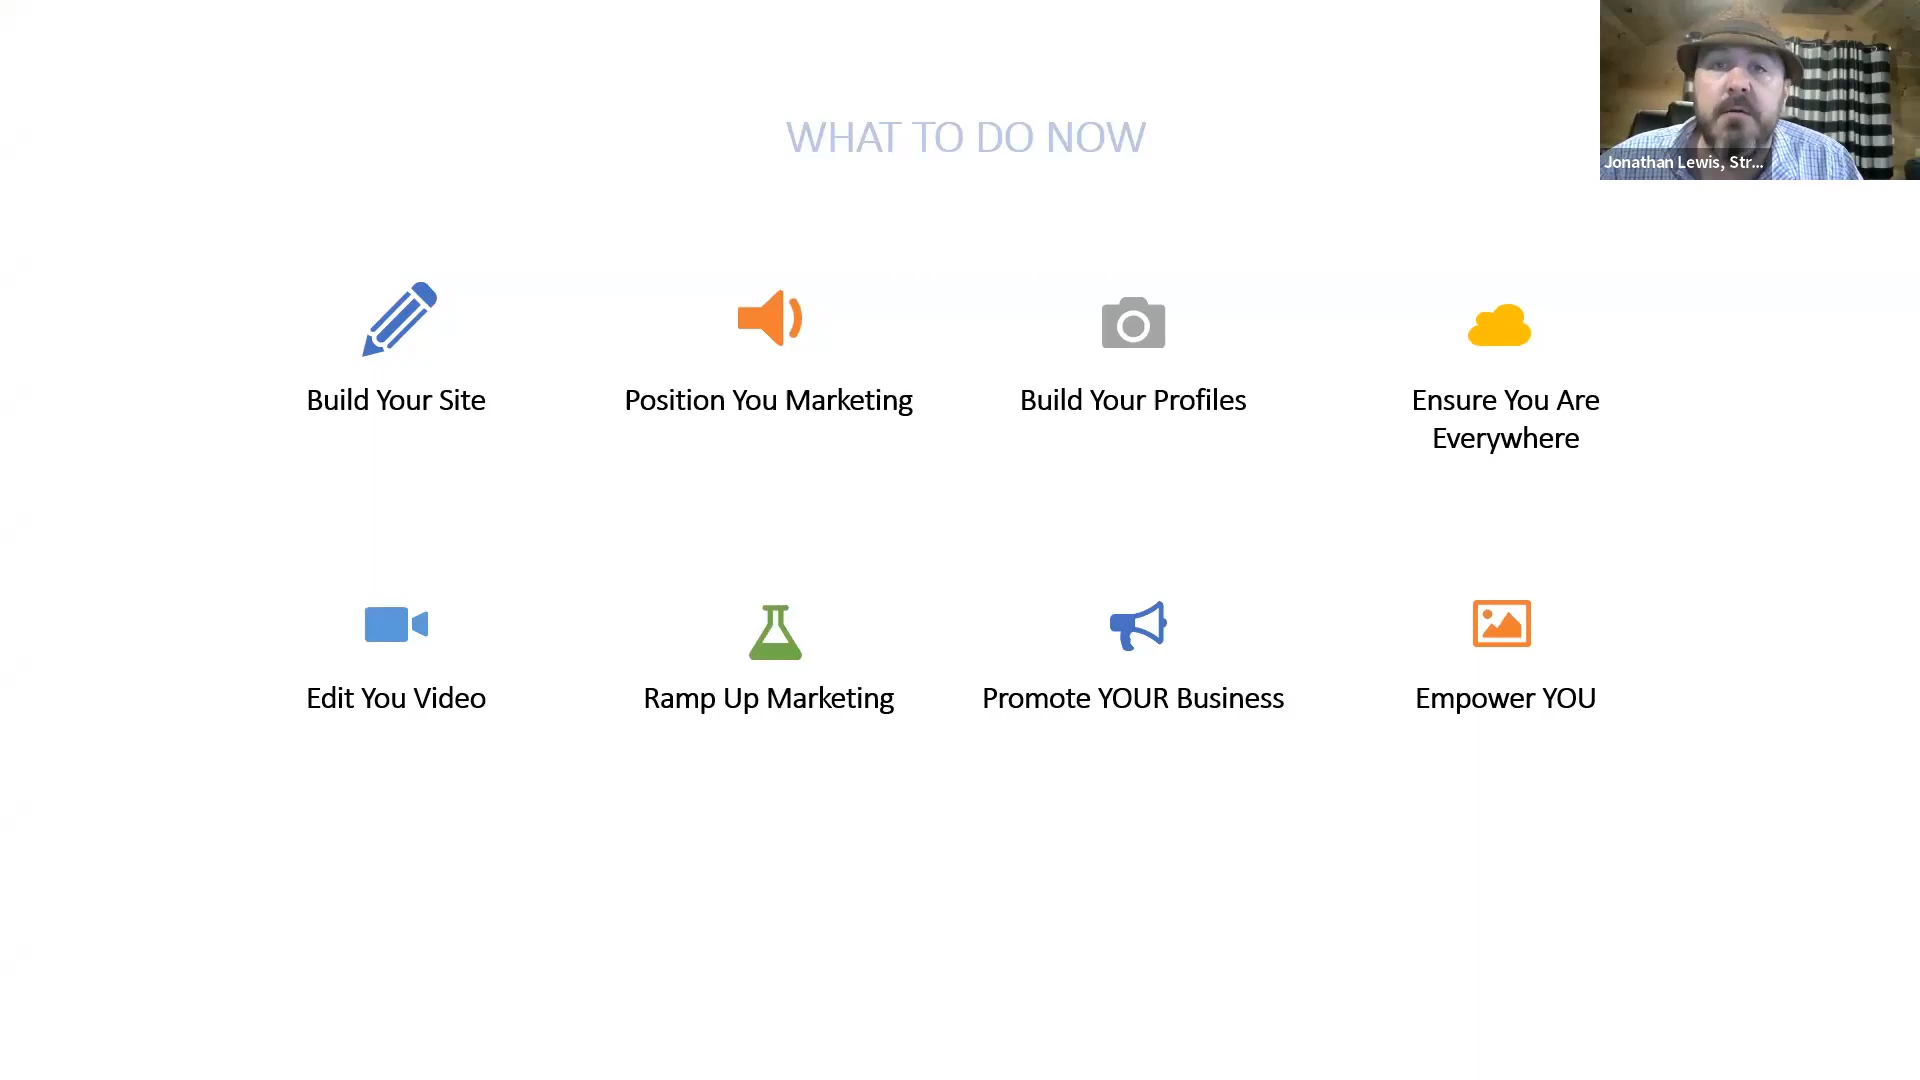 WHAT TO DO NOW
Jonathan Lewis, Str...
Build Your Site
Position You Marketing
Build Your Profiles
Ensure You Are
Everywhere
Edit You Video
Ramp Up Marketing
Promote YOUR Business
Empower YOU